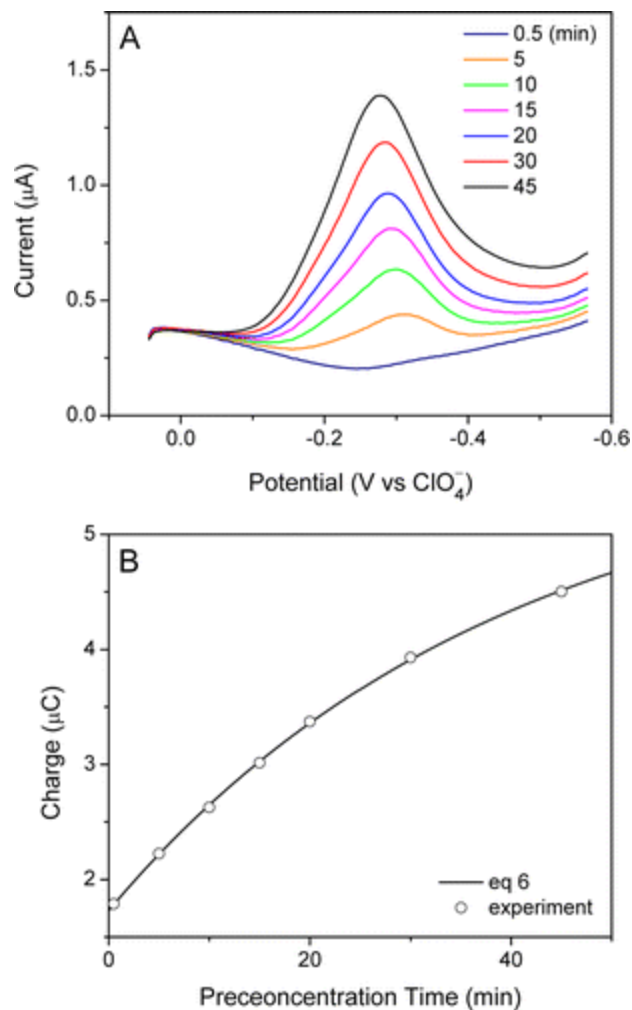 A
0.5 (min)
5
10
15
20
30
45
1.5
1.0
0.5
0.0
Current (μA)
0.0 -0.2 -0.4 -0.6
Potential (V vs ClO₄⁻)
B
5
4
3
2
Charge (μC)
eq 6
experiment
0 20 40
Preceoncentration Time (min)